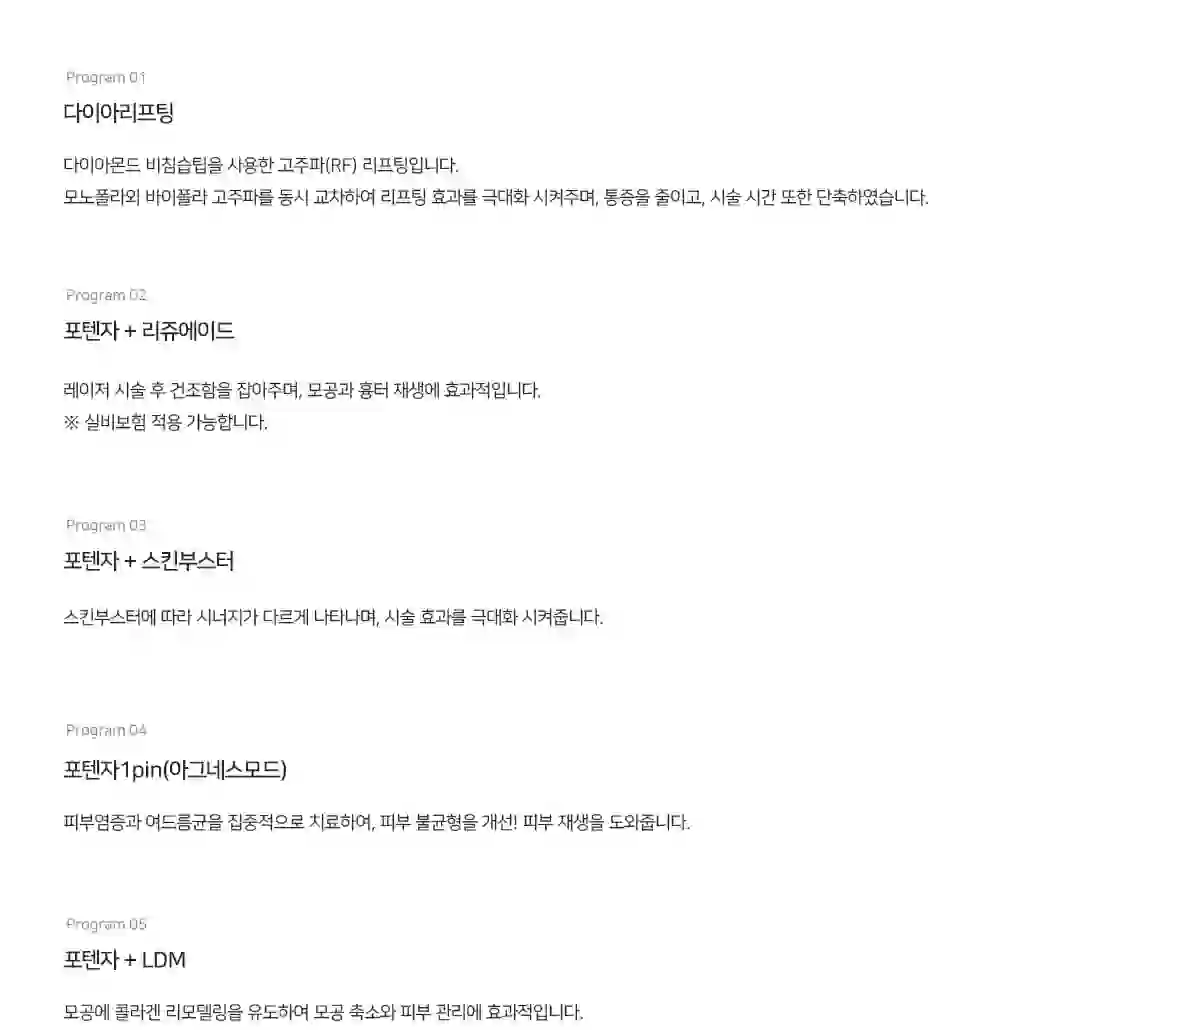 Program 01
다이아리프팅
다이아몬드 비침습팁을 사용한 고주파(RF) 리프팅입니다.
모노폴라외 바이폴라 고주파를 동시 교차하여 리프팅 효과를 극대화 시켜주며, 통증을 줄이고, 시술 시간 또한 단축하였습니다.
Program 02
포텐자 + 리쥬에이드
레이저 시술 후 건조함을 잡아주며, 모공과 흉터 재생에 효과적입니다.
※ 실비보험 적용 가능합니다.
Program 03
포텐자 + 스킨부스터
스킨부스터에 따라 시너지가 다르게 나타나며, 시술 효과를 극대화 시켜줍니다.
Program 04
포텐자1pin(아그네스모드)
피부염증과 여드름균을 집중적으로 치료하여, 피부 불균형을 개선! 피부 재생을 도와줍니다.
Program 05
포텐자 + LDM
모공에 콜라겐 리모델링을 유도하여 모공 축소와 피부 관리에 효과적입니다.